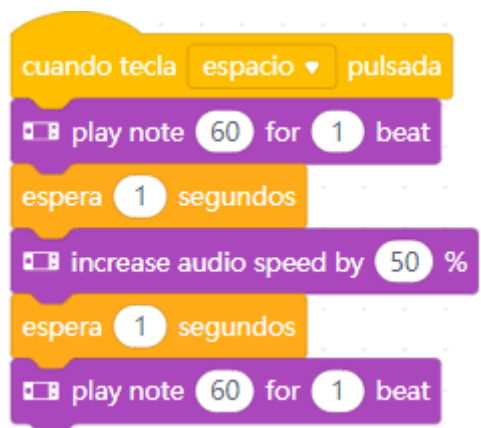 cuando tecla espacio pulsada
play note 60 for 1 beat
espera 1 segundos
increase audio speed by 50 %
espera 1 segundos
play note 60 for 1 beat